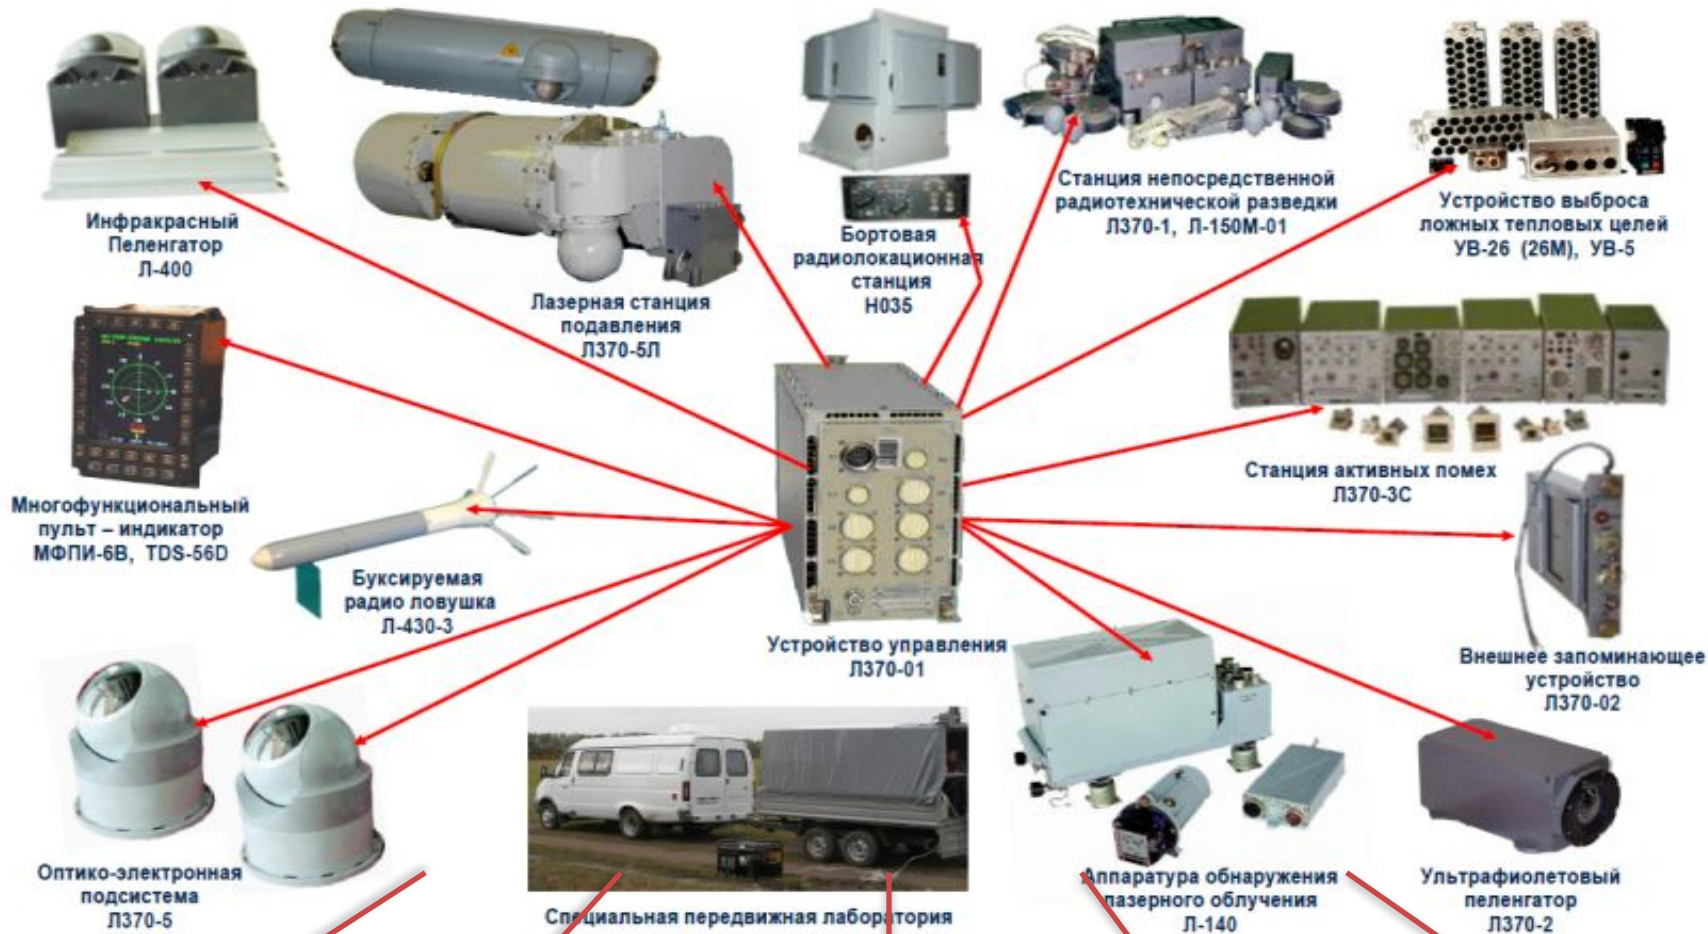 Инфракрасный
Пеленгатор
Л-400
Лазерная станция
подавления
Л370-5Л
Бортовая
радиолокационная
станция
Н035
Станция непосредственной
радиотехнической разведки
Л370-1, Л-150М-01
Устройство выброса
ложных тепловых целей
УВ-26 (26М), УВ-5
Многофункциональный
пульт – индикатор
МФПИ-6В, TDS-56D
Буксируемая
радио ловушка
Л-430-3
Устройство управления
Л370-01
Станция активных помех
Л370-3С
Внешнее запоминающее
устройство
Л370-02
Оптико-электронная
подсистема
Л370-5
Специальная передвижная лаборатория
Аппаратура обнаружения
лазерного облучения
Л-140
Ультрафиолетовый
пеленгатор
Л370-2